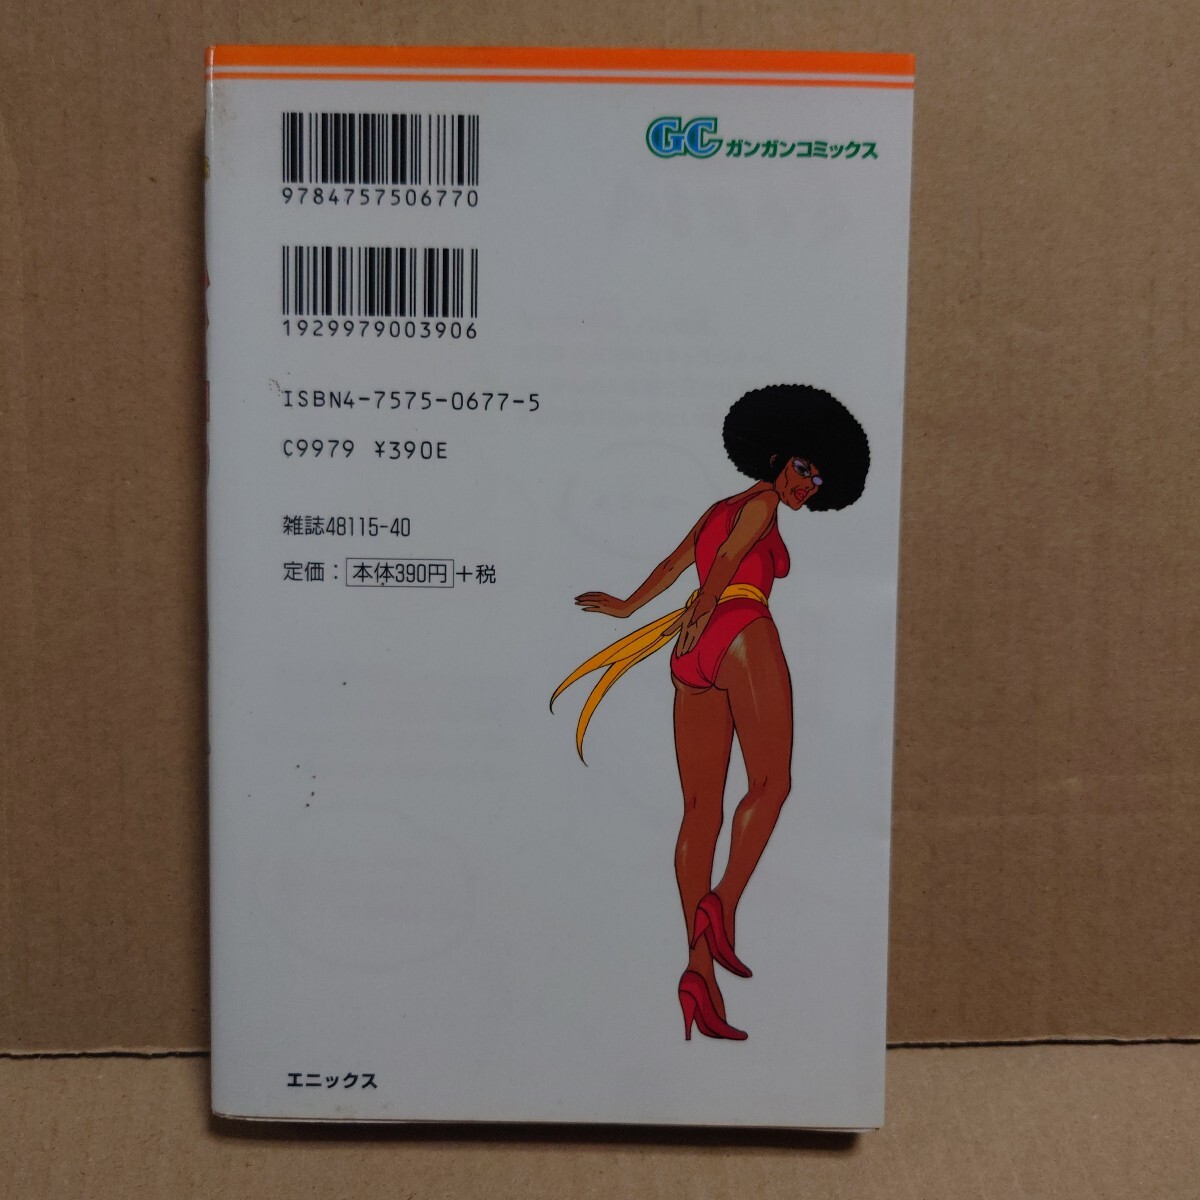 9784757506770
GCガンガンコミックス
1929979003906
ISBN4-7575-0677-5
C9979 ¥390E
雑誌48115-40
定価：本体390円+税
エニックス